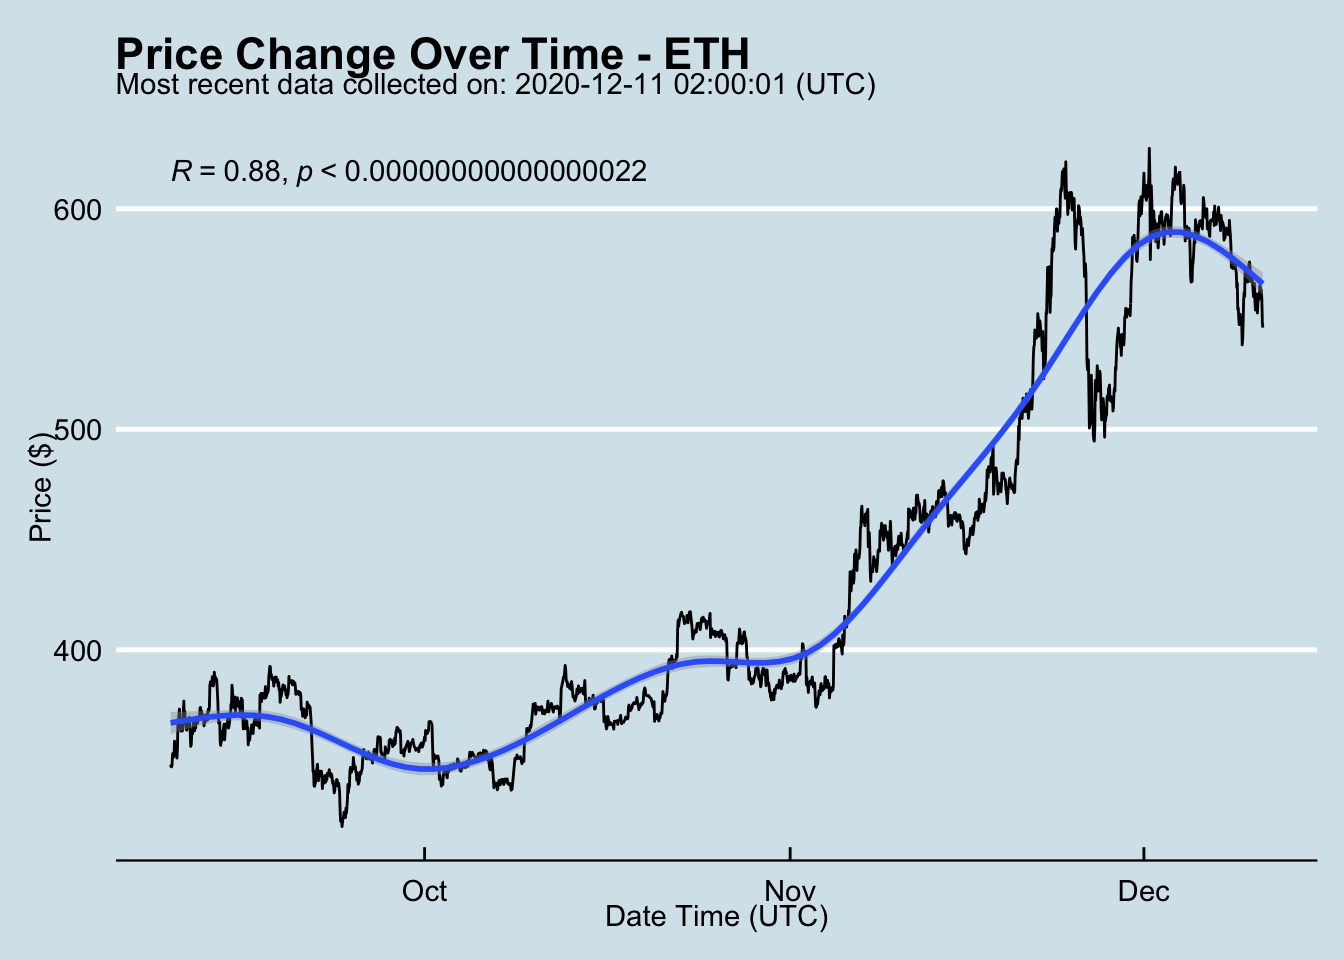 Price Change Over Time - ETH
Most recent data collected on: 2020-12-11 02:00:01 (UTC)
R = 0.88, p < 0.00000000000000022
600
500
400
Price ($)
Oct Nov Dec
Date Time (UTC)